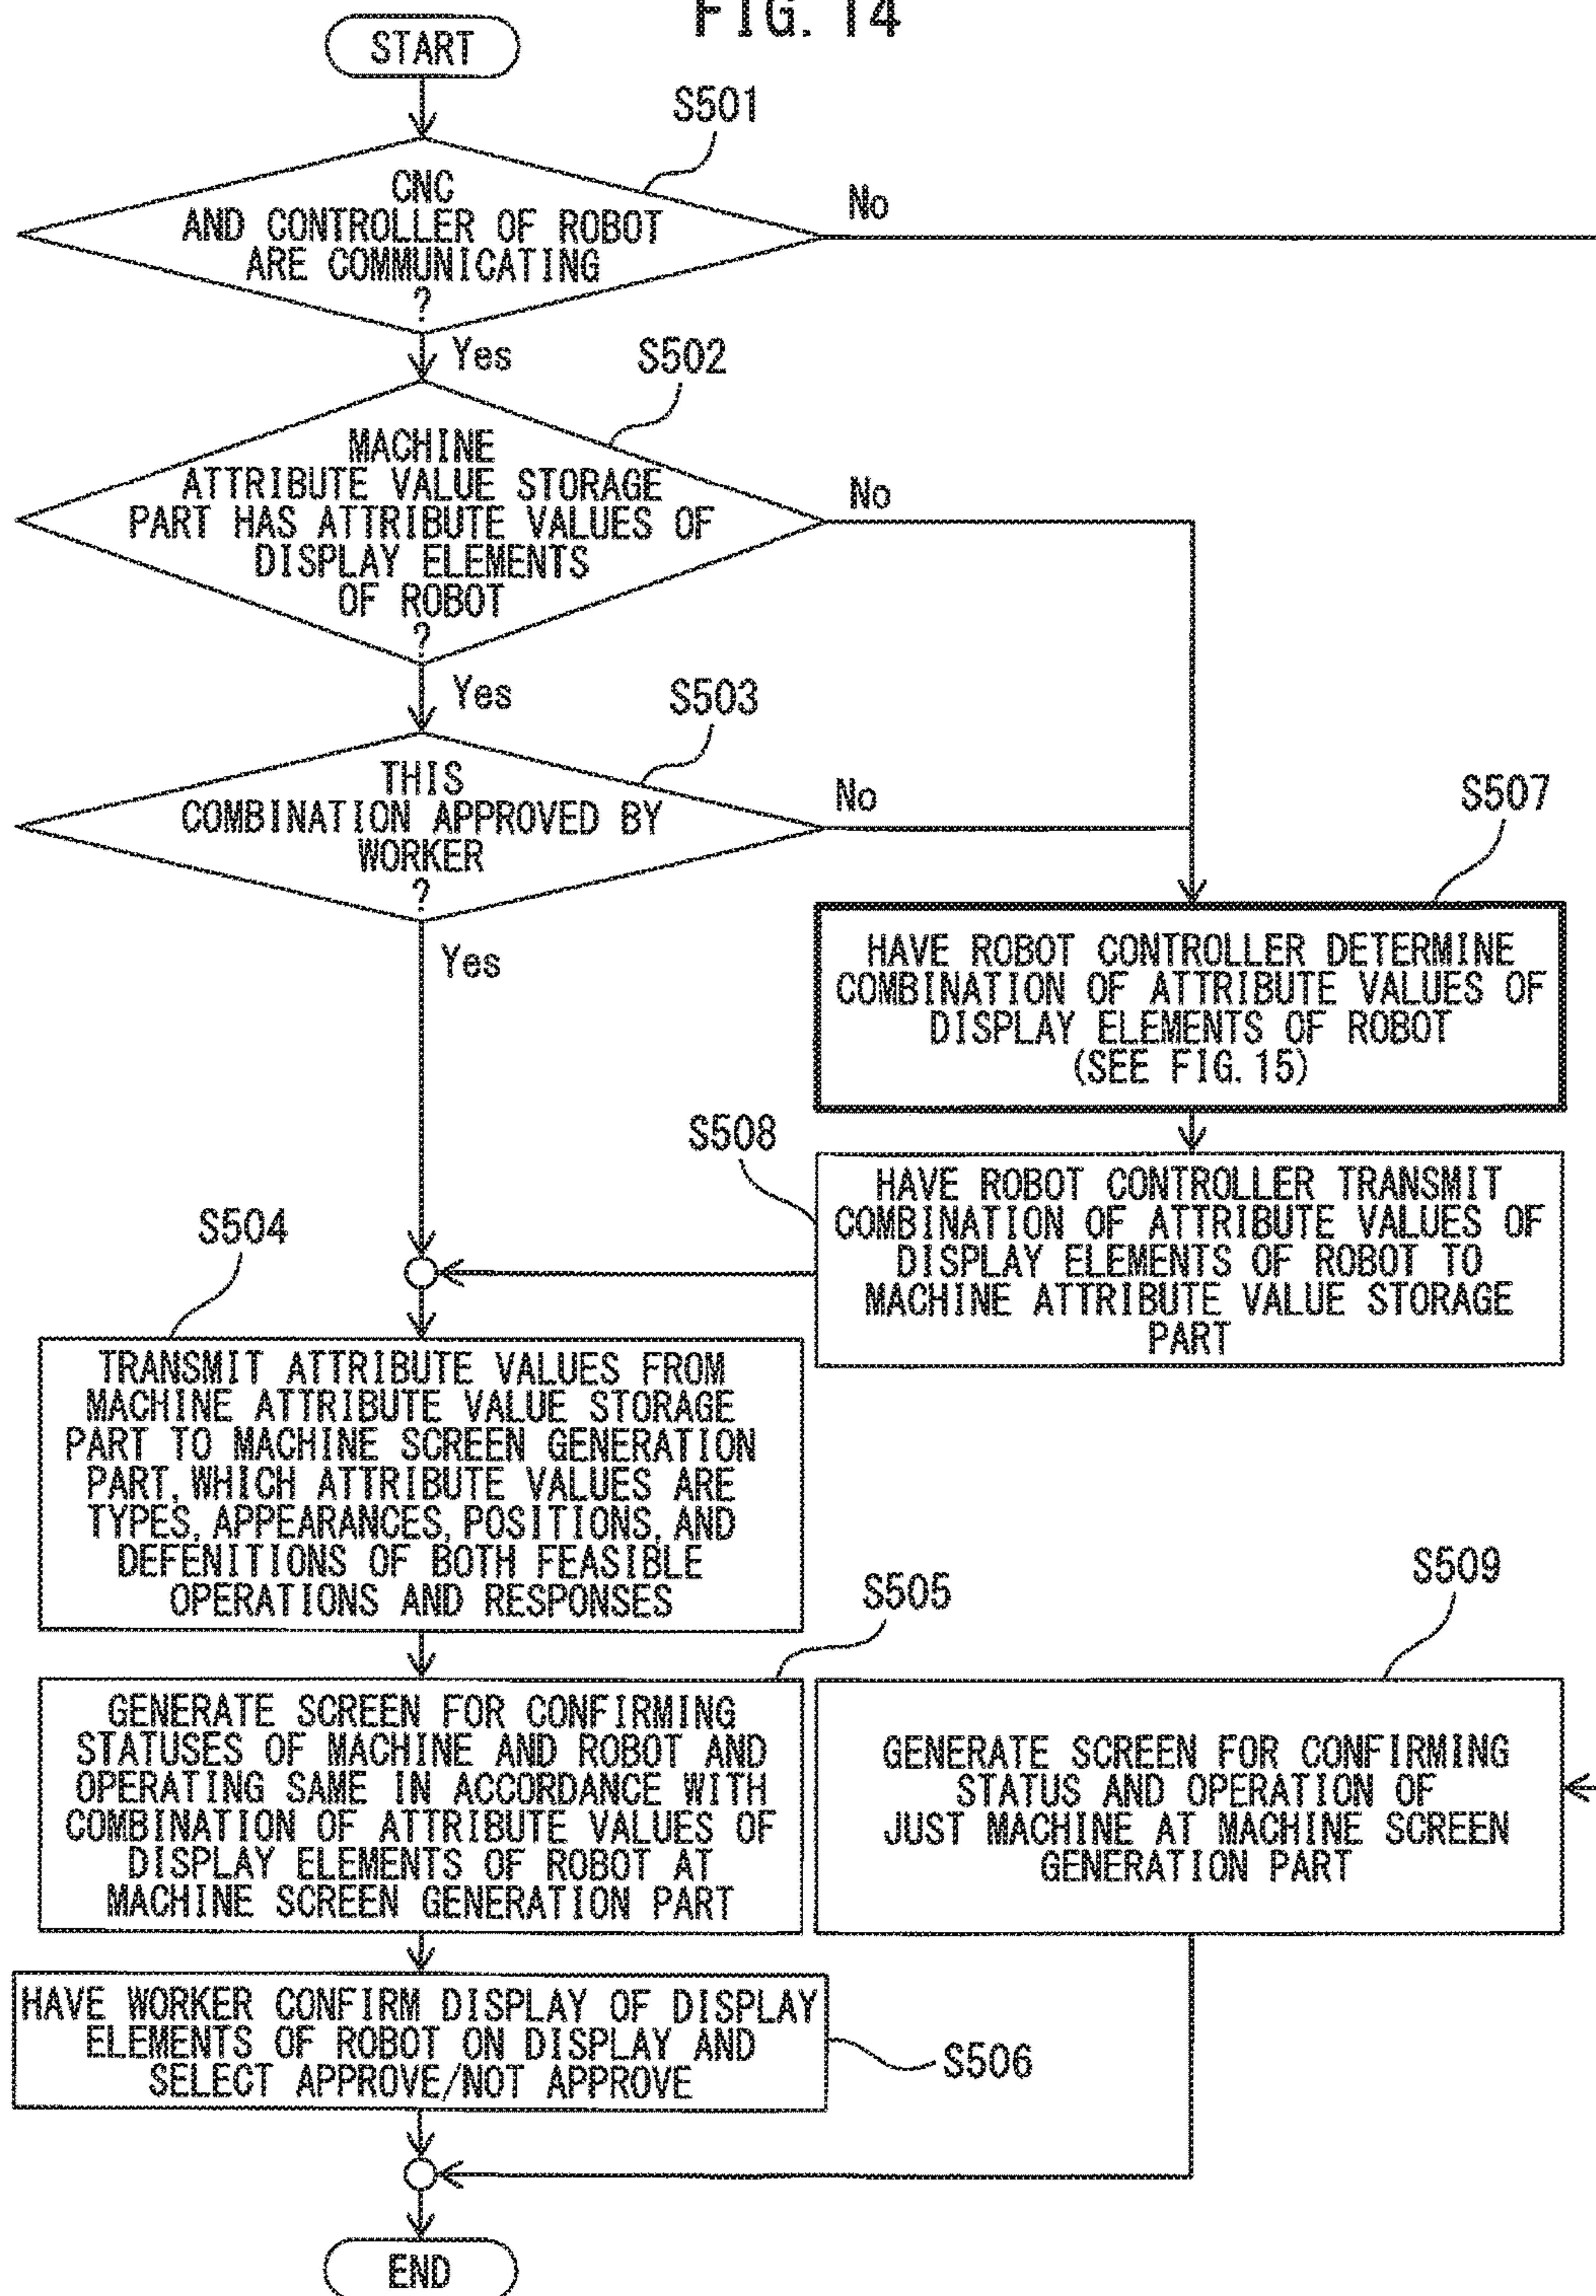 FIG. 14
START
S501
CNC
AND CONTROLLER OF ROBOT
ARE COMMUNICATING
?
No
Yes
S502
MACHINE
ATTRIBUTE VALUE STORAGE
PART HAS ATTRIBUTE VALUES OF
DISPLAY ELEMENTS
OF ROBOT
?
No
Yes
S503
THIS
COMBINATION APPROVED BY
WORKER
?
No
Yes
S507
HAVE ROBOT CONTROLLER DETERMINE
COMBINATION OF ATTRIBUTE VALUES OF
DISPLAY ELEMENTS OF ROBOT
(SEE FIG. 15)
S508
HAVE ROBOT CONTROLLER TRANSMIT
COMBINATION OF ATTRIBUTE VALUES OF
DISPLAY ELEMENTS OF ROBOT TO
MACHINE ATTRIBUTE VALUE STORAGE
PART
S504
TRANSMIT ATTRIBUTE VALUES FROM
MACHINE ATTRIBUTE VALUE STORAGE
PART TO MACHINE SCREEN GENERATION
PART, WHICH ATTRIBUTE VALUES ARE
TYPES, APPEARANCES, POSITIONS, AND
DEFENITIONS OF BOTH FEASIBLE
OPERATIONS AND RESPONSES
S505
GENERATE SCREEN FOR CONFIRMING
STATUSES OF MACHINE AND ROBOT AND
OPERATING SAME IN ACCORDANCE WITH
COMBINATION OF ATTRIBUTE VALUES OF
DISPLAY ELEMENTS OF ROBOT AT
MACHINE SCREEN GENERATION PART
S509
GENERATE SCREEN FOR CONFIRMING
STATUS AND OPERATION OF
JUST MACHINE AT MACHINE SCREEN
GENERATION PART
HAVE WORKER CONFIRM DISPLAY OF DISPLAY
ELEMENTS OF ROBOT ON DISPLAY AND
SELECT APPROVE/NOT APPROVE
S506
END